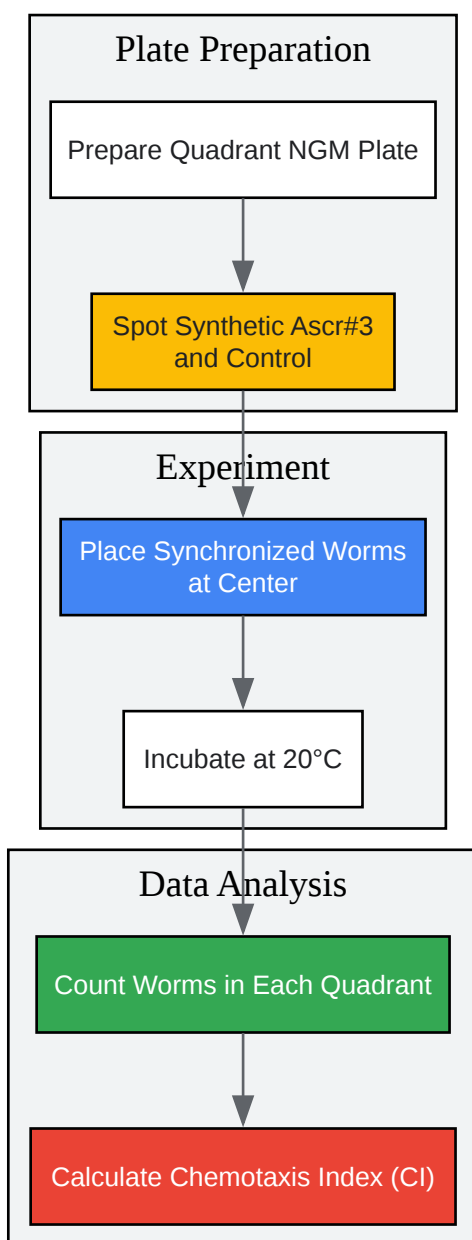 Plate Preparation
Prepare Quadrant NGM Plate
Spot Synthetic Ascr#3
and Control
Experiment
Place Synchronized Worms
at Center
Incubate at 20°C
Data Analysis
Count Worms in Each Quadrant
Calculate Chemotaxis Index (CI)